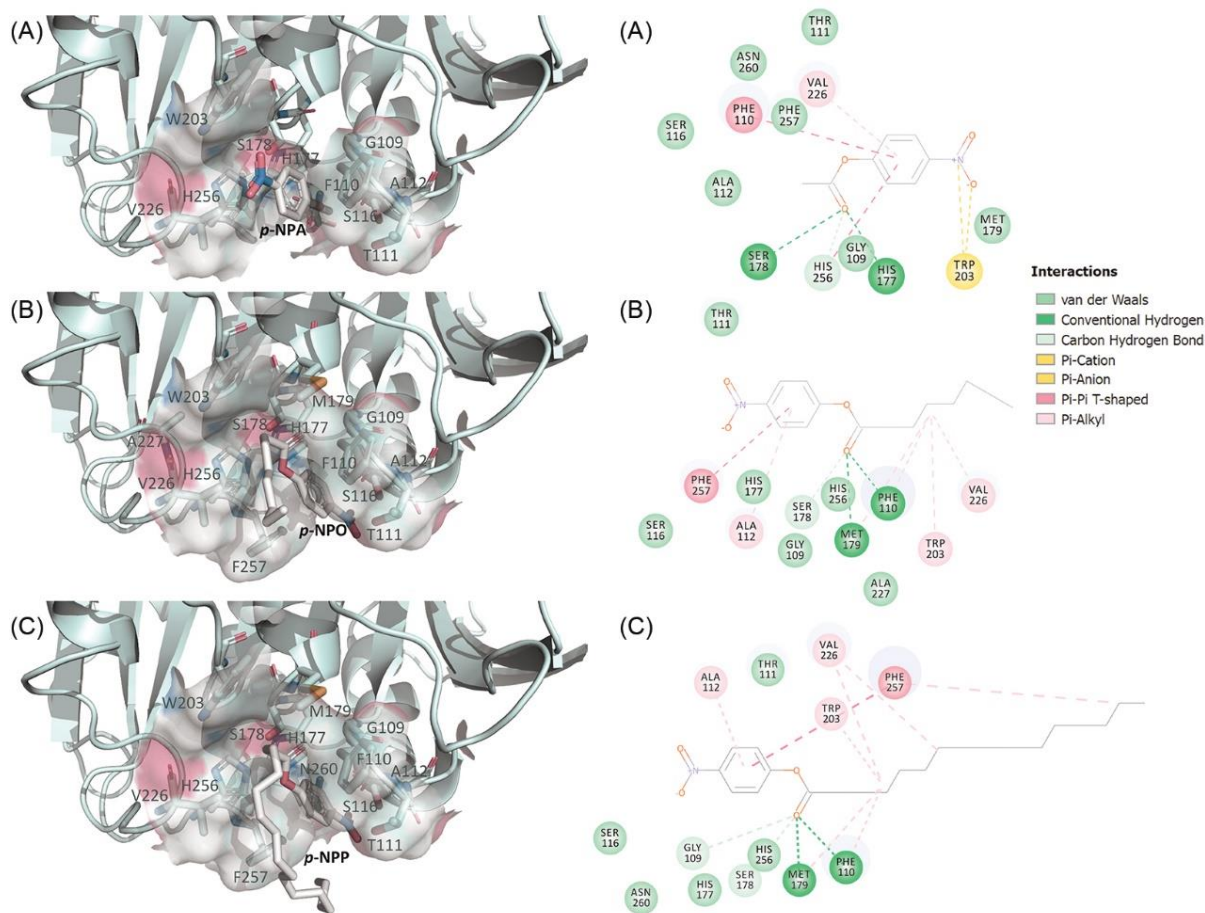 (A)
W203
S178
H177
G109
H256
F110
A112
V226
S116
p-NPA
T111
(B)
W203
M179
A227
S178
H177
G109
H256
F110
A112
V226
S116
p-NPO
T111
F257
(C)
W203
M179
S178
H177
G109
N260
F110
H256
A112
V226
S116
T111
p-NPP
F257
(A)
THR
111
ASN
260
VAL
226
PHE
110
PHE
257
SER
116
O
N+
O
O-
ALA
112
O
MET
179
SER
178
GLY
109
HIS
256
HIS
177
TRP
203
Interactions
van der Waals
Conventional Hydrogen
Carbon Hydrogen Bond
Pi-Cation
Pi-Anion
Pi-Pi T-shaped
Pi-Alkyl
(B)
THR
111
O
N+
O-
O
O
PHE
257
HIS
177
HIS
256
PHE
110
VAL
226
SER
178
SER
116
ALA
112
GLY
109
MET
179
TRP
203
ALA
227
(C)
VAL
226
THR
111
ALA
112
PHE
257
TRP
203
O
N+
O-
O
O
SER
116
GLY
109
HIS
256
PHE
110
ASN
260
HIS
177
SER
178
MET
179